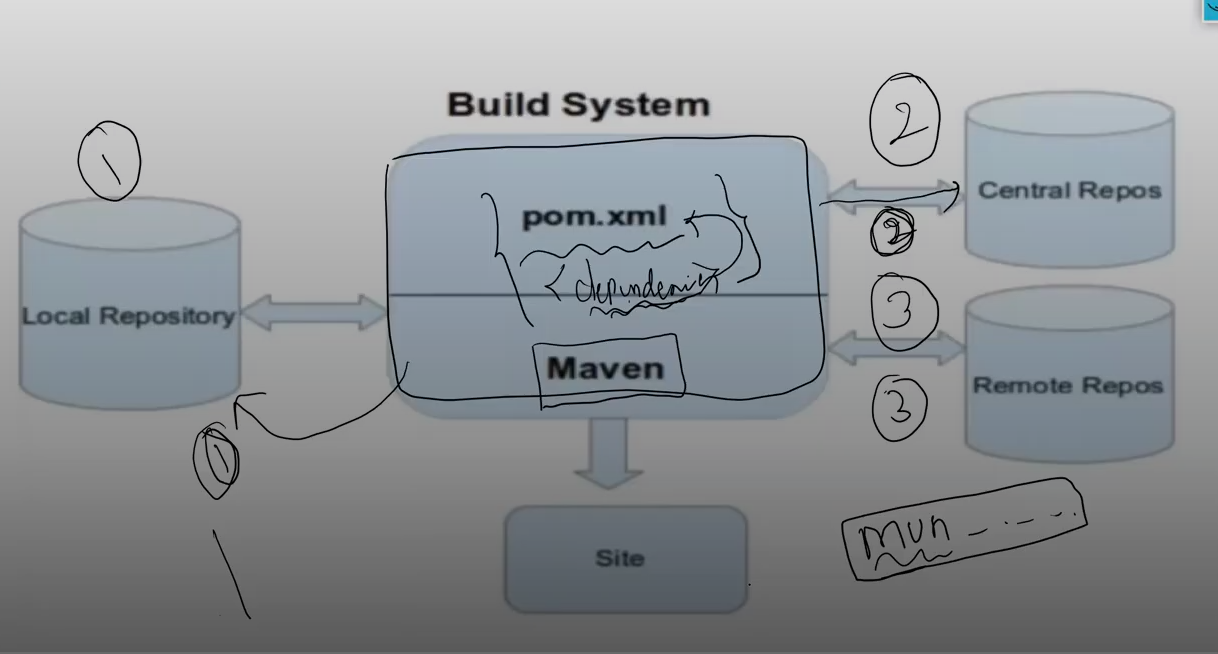 Build System
1
2
Central Repos
pom.xml
2
<dependency>
3
Local Repository
Maven
Remote Repos
3
1
mvn -----
Site